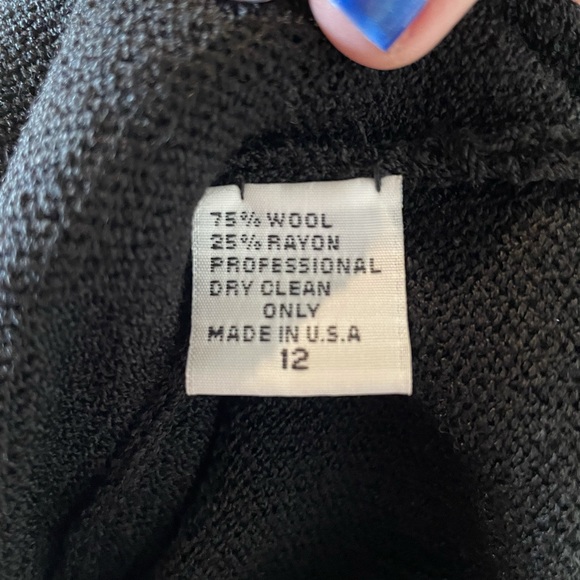 75% WOOL
25% RAYON
PROFESSIONAL
DRY CLEAN
ONLY
MADE IN U.S.A
12